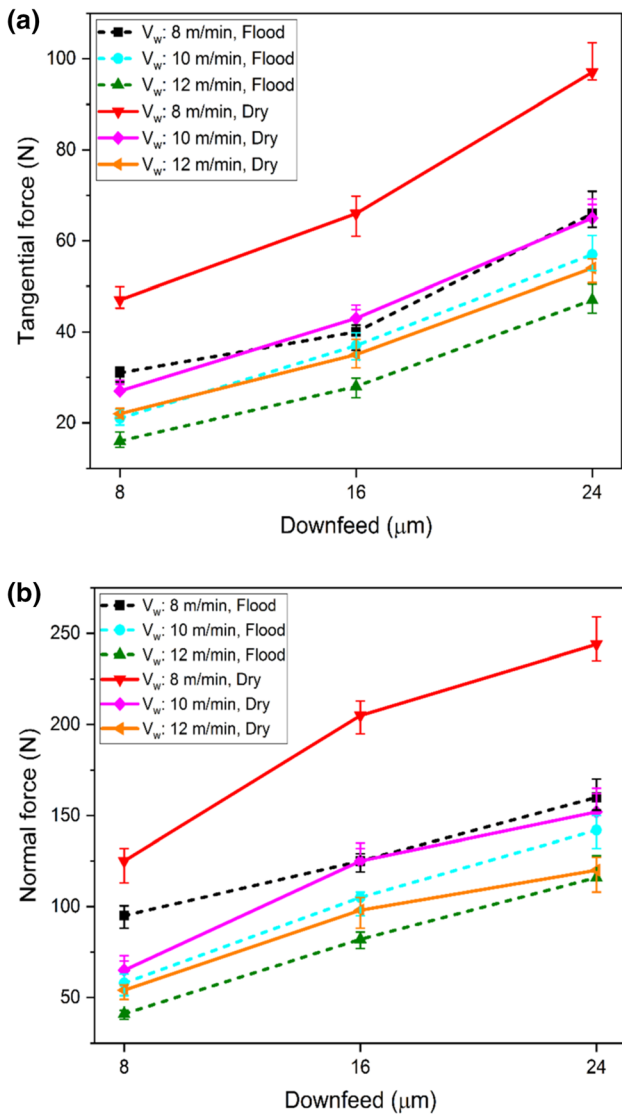 (a)
V_w: 8 m/min, Flood
V_w: 10 m/min, Flood
V_w: 12 m/min, Flood
V_w: 8 m/min, Dry
V_w: 10 m/min, Dry
V_w: 12 m/min, Dry
100
80
60
40
20
Tangential force (N)
8
16
24
Downfeed (μm)
(b)
V_w: 8 m/min, Flood
V_w: 10 m/min, Flood
V_w: 12 m/min, Flood
V_w: 8 m/min, Dry
V_w: 10 m/min, Dry
V_w: 12 m/min, Dry
250
200
150
100
50
Normal force (N)
8
16
24
Downfeed (μm)